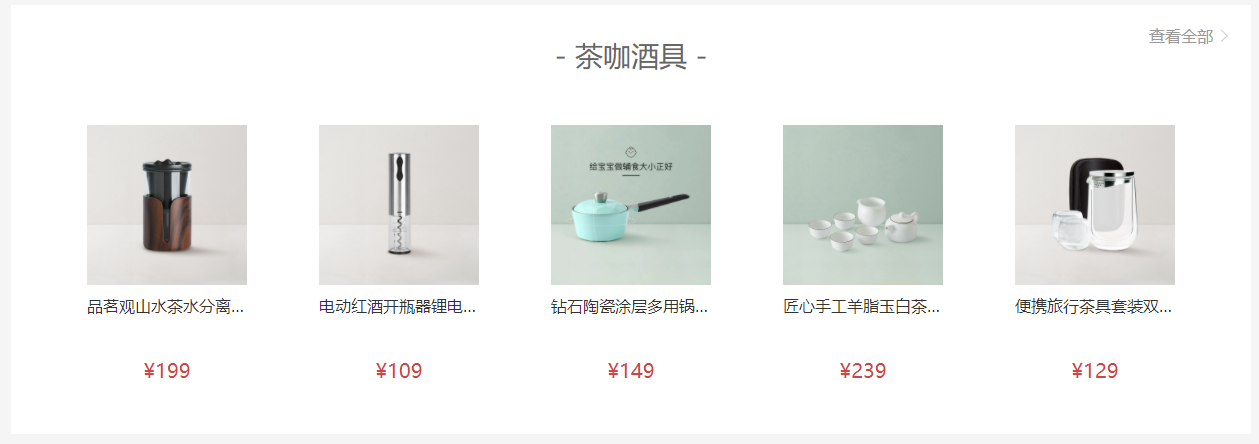 - 茶咖酒具 -
查看全部 >
给宝宝做辅食大小正好
品茗观山水茶水分离...
电动红酒开瓶器锂电...
钻石陶瓷涂层多用锅...
匠心手工羊脂玉白茶...
便携旅行茶具套装双...
¥199
¥109
¥149
¥239
¥129